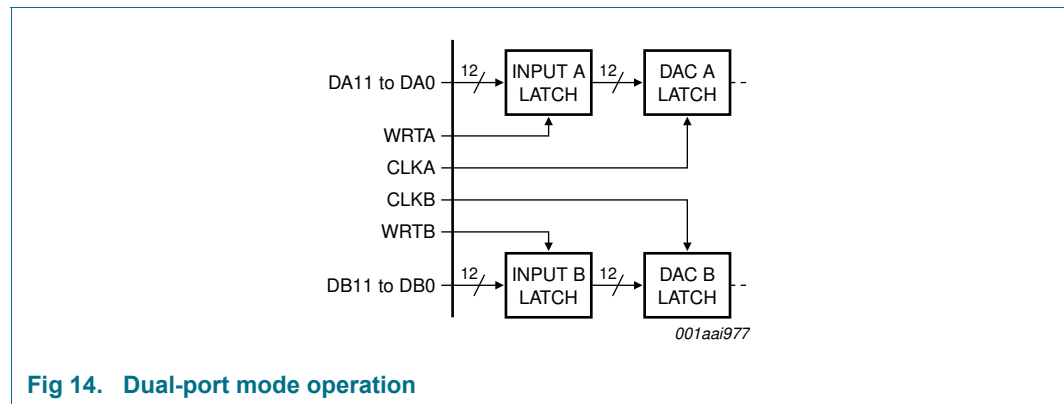 DA11 to DA0
12
INPUT A
LATCH
12
DAC A
LATCH
WRTA
CLKA
CLKB
WRTB
DB11 to DB0
12
INPUT B
LATCH
12
DAC B
LATCH
001aai977
Fig 14. Dual-port mode operation